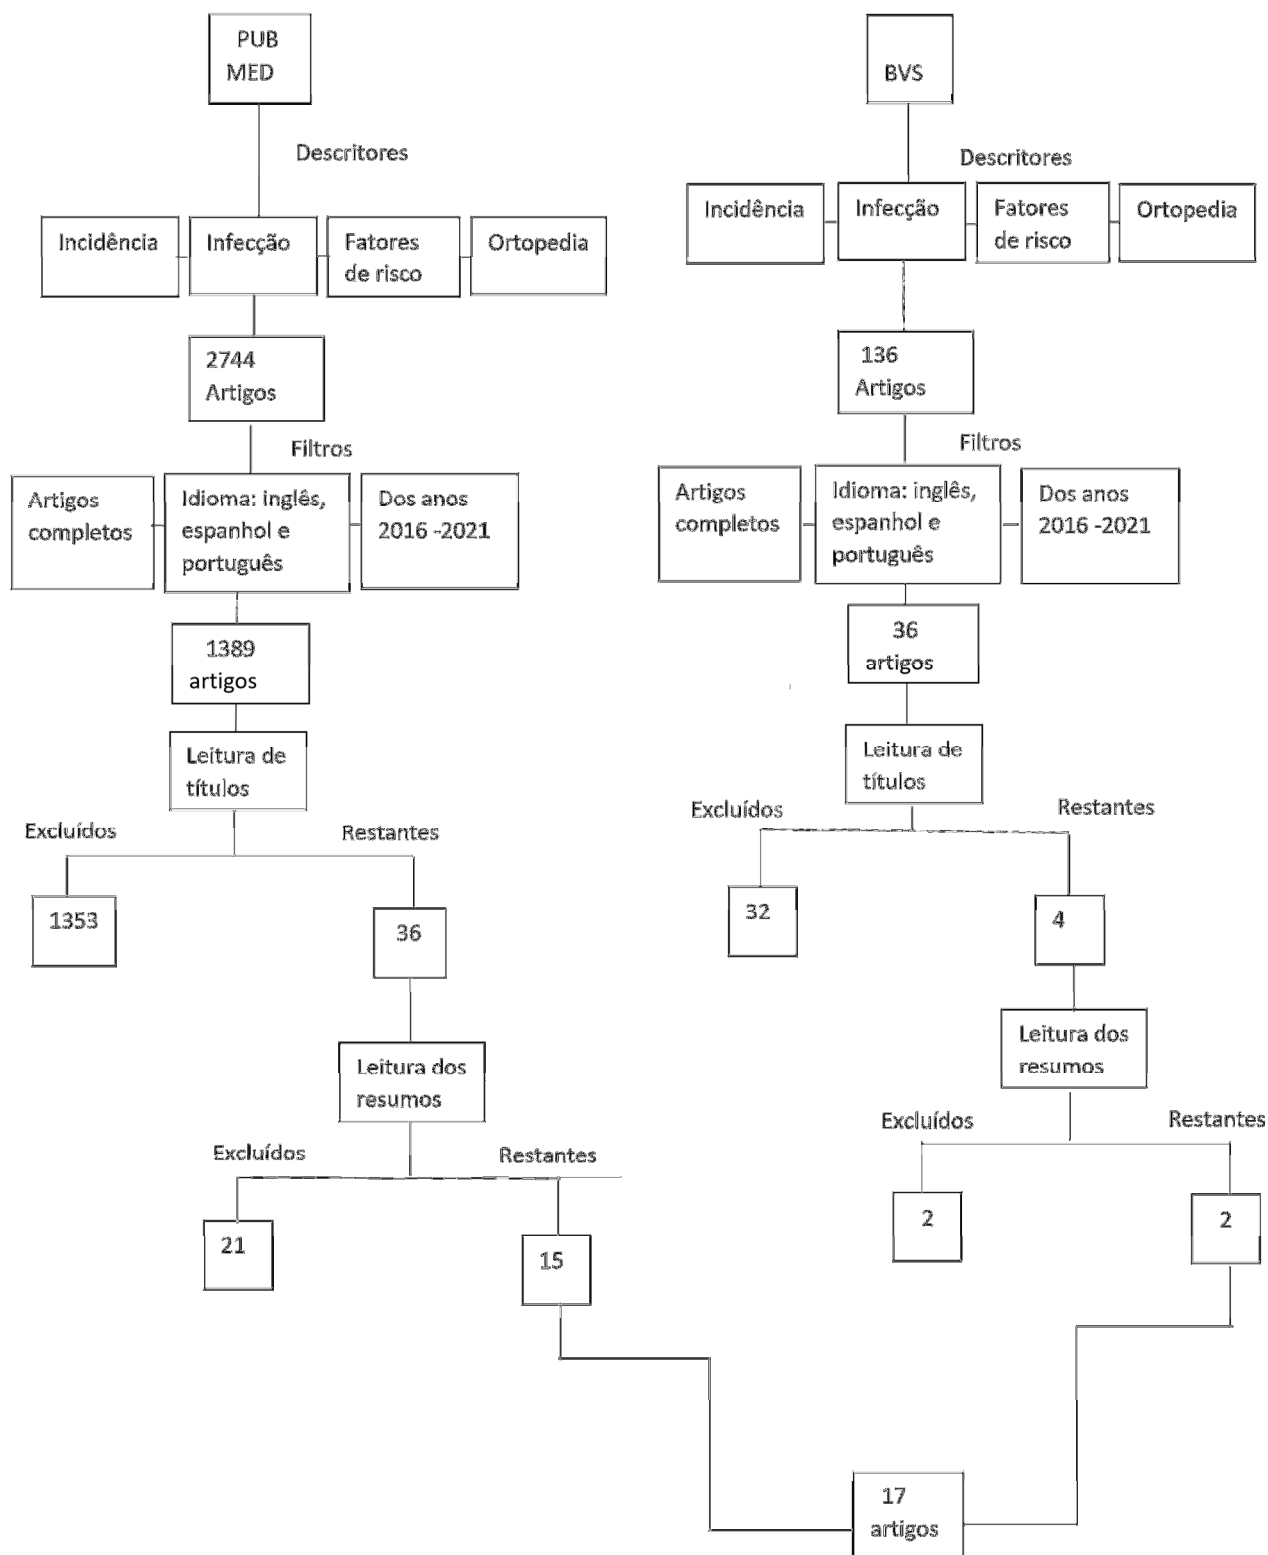 PUB
MED
Descritores
Incidência
Infecção
Fatores
de risco
Ortopedia
2744
Artigos
Filtros
Artigos
completos
Idioma: inglês,
espanhol e
português
Dos anos
2016 -2021
1389
artigos
Leitura de
títulos
Excluídos
Restantes
1353
36
Leitura dos
resumos
Excluídos
Restantes
21
15
BVS
Descritores
Incidência
Infecção
Fatores
de risco
Ortopedia
136
Artigos
Filtros
Artigos
completos
Idioma: inglês,
espanhol e
português
Dos anos
2016 -2021
36
artigos
Leitura de
títulos
Excluídos
Restantes
32
4
Leitura dos
resumos
Excluídos
Restantes
2
2
17
artigos